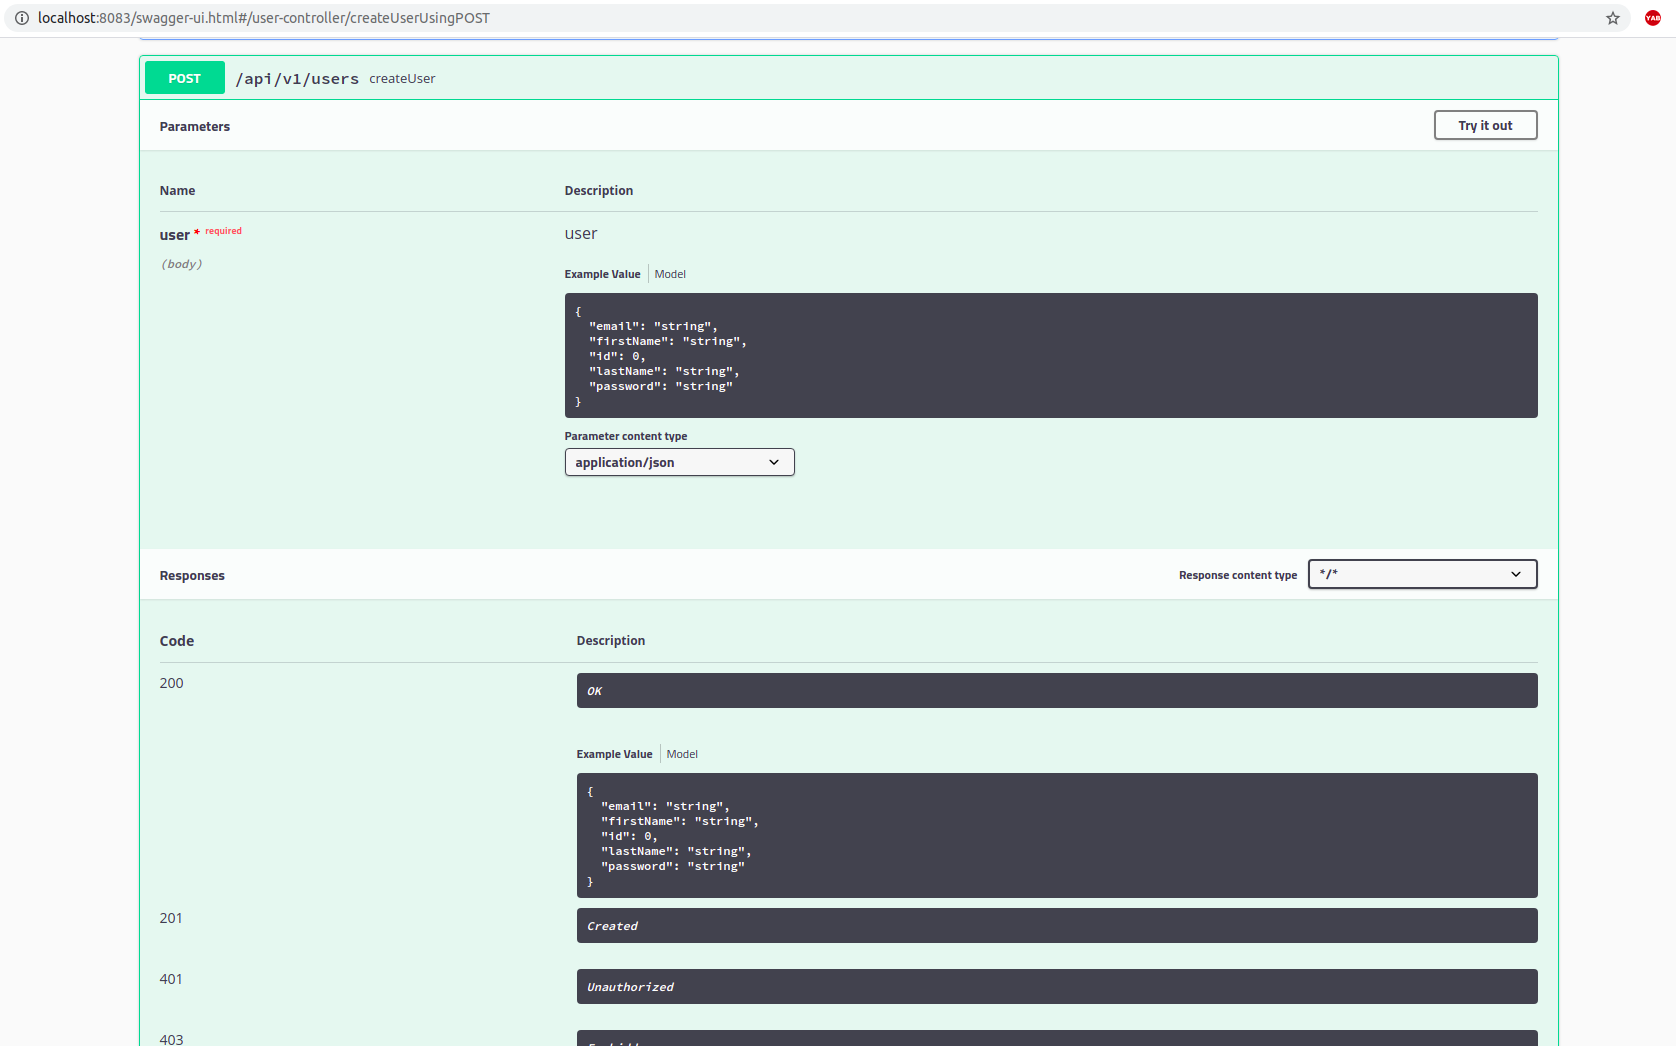 localhost:8083/swagger-ui.html#/user-controller/createUserUsingPOST
YAB
POST /api/v1/users createUser
Parameters
Try it out
Name Description
user * required
(body)
user
Example Value Model
{
"email": "string",
"firstName": "string",
"id": 0,
"lastName": "string",
"password": "string"
}
Parameter content type
application/json
Responses
Response content type */*
Code Description
200 OK
Example Value Model
{
"email": "string",
"firstName": "string",
"id": 0,
"lastName": "string",
"password": "string"
}
201 Created
401 Unauthorized
403